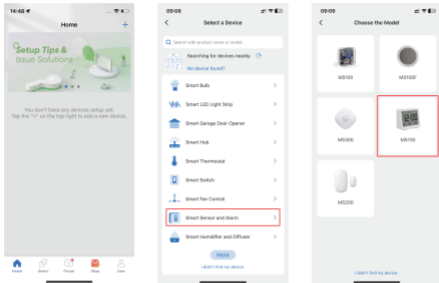 14:48
Home
+
Setup Tips &
Issue Solutions
You don't have any devices setup yet.
Tap the "+" on the top right to add a new device.
Home
Smart
Forum
Shop
User
09:08
Select a Device
Search with product name or model
Searching for devices nearby
No device found?
Smart Bulb
Smart LED Light Strip
Smart Garage Door Opener
Smart Hub
Smart Thermostat
Smart Switch
Smart Fan Control
Smart Sensor and Alarm
Smart Humidifier and Diffuser
More
I didn't find my device.
09:09
Choose the Model
MS100
MS100F
MS400
MS130
MS200
I didn't find my device.